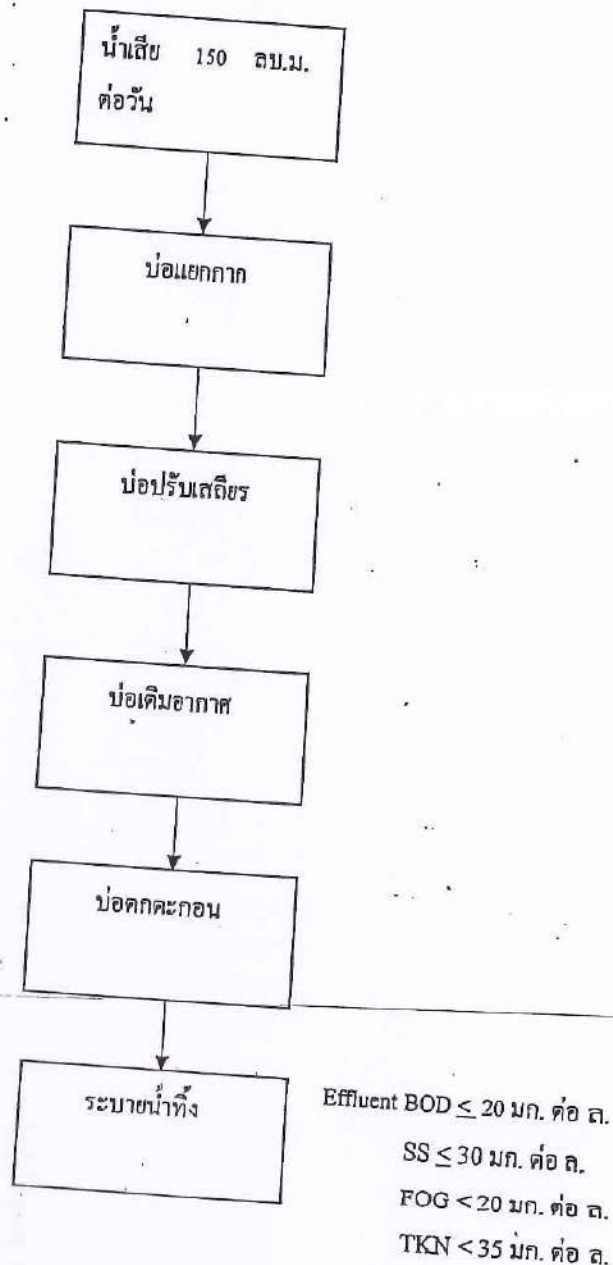 น้ำเสีย 150 ลบ.ม.
ต่อวัน
บ่อแยกกาก
บ่อปรับเสถียร
บ่อเติมอากาศ
บ่อตกตะกอน
ระบายน้ำทิ้ง
Effluent BOD ≤ 20 มก. ต่อ ล.
SS ≤ 30 มก. ต่อ ล.
FOG < 20 มก. ต่อ ล.
TKN < 35 มก. ต่อ ล.